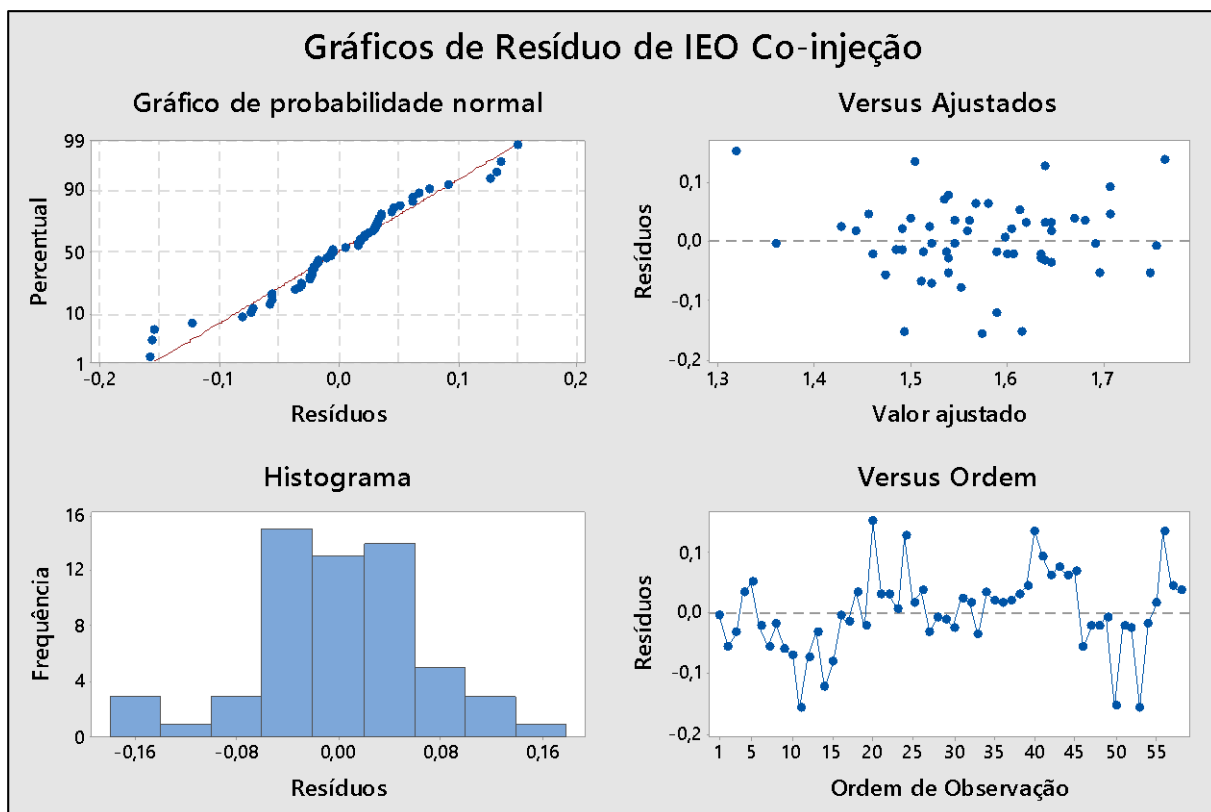 Gráficos de Resíduo de IEO Co-injeção
Gráfico de probabilidade normal
Percentual
99
90
50
10
1
-0,2 -0,1 0,0 0,1 0,2
Resíduos
Versus Ajustados
Resíduos
0,1
0,0
-0,1
-0,2
1,3 1,4 1,5 1,6 1,7
Valor ajustado
Histograma
Frequência
16
12
8
4
0
-0,16 -0,08 0,00 0,08 0,16
Resíduos
Versus Ordem
Resíduos
0,1
0,0
-0,1
-0,2
1 5 10 15 20 25 30 35 40 45 50 55
Ordem de Observação